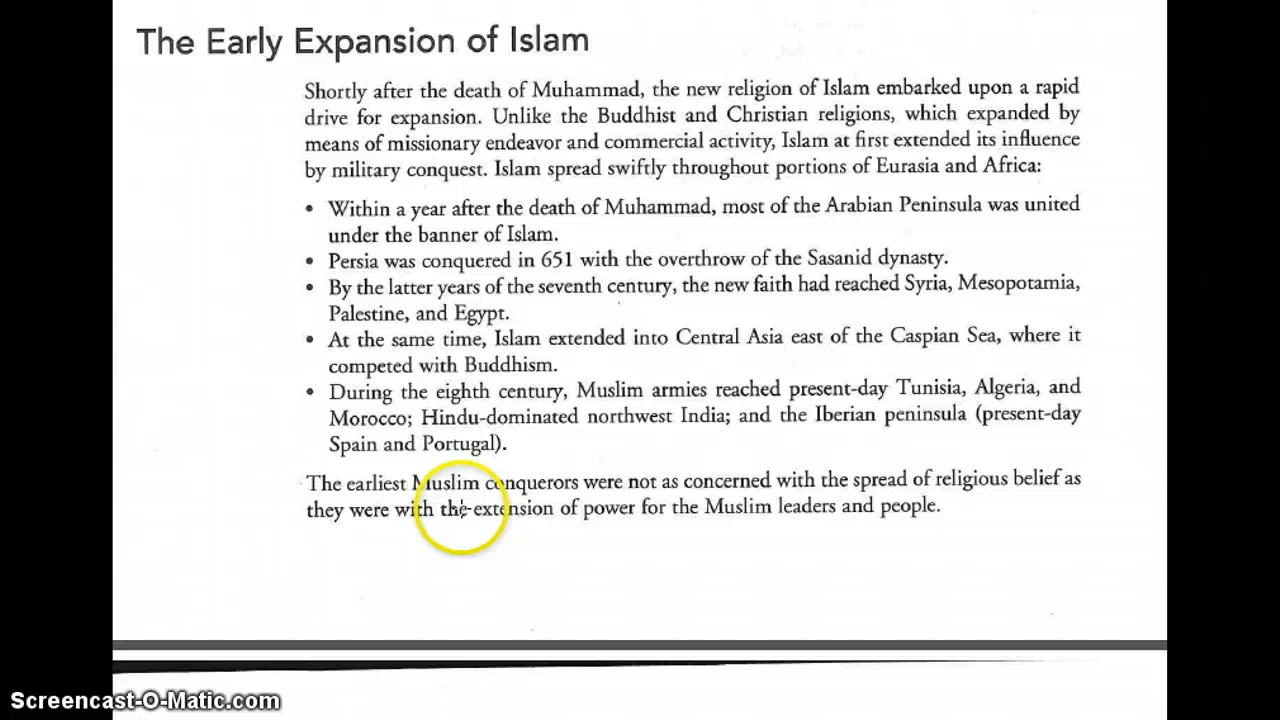 The Early Expansion of Islam
Shortly after the death of Muhammad, the new religion of Islam embarked upon a rapid
drive for expansion. Unlike the Buddhist and Christian religions, which expanded by
means of missionary endeavor and commercial activity, Islam at first extended its influence
by military conquest. Islam spread swiftly throughout portions of Eurasia and Africa:
• Within a year after the death of Muhammad, most of the Arabian Peninsula was united
under the banner of Islam.
• Persia was conquered in 651 with the overthrow of the Sasanid dynasty.
• By the latter years of the seventh century, the new faith had reached Syria, Mesopotamia,
Palestine, and Egypt.
• At the same time, Islam extended into Central Asia east of the Caspian Sea, where it
competed with Buddhism.
• During the eighth century, Muslim armies reached present-day Tunisia, Algeria, and
Morocco; Hindu-dominated northwest India; and the Iberian peninsula (present-day
Spain and Portugal).
The earliest Muslim conquerors were not as concerned with the spread of religious belief as
they were with the extension of power for the Muslim leaders and people.
Screencast-O-Matic.com